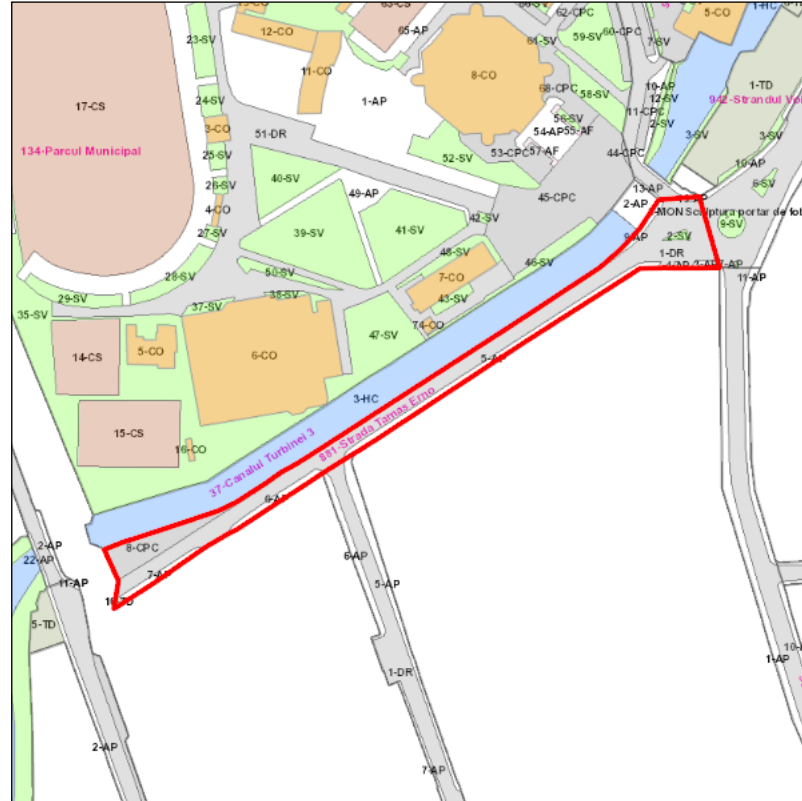 63-CS
62-CPC
5-CO
1-HC
23-SV
12-CO
65-AP
61-SV
59-SV
60-CPC
7-SV
11-CO
8-CO
1-TD
17-CS
24-SV
1-AP
68-CPC
58-SV
10-AP
12-SV
942-Strandul
3-CO
51-DR
56-SV
11-CPC
2-SV
54-AP
55-AF
3-SV
3-SV
134-Parcul Municipal
25-SV
52-SV
53-CPC
57-AF
44-CPC
10-AP
40-SV
26-SV
49-AP
13-AP
6-SV
4-CO
45-CPC
2-AP
39-SV
41-SV
42-SV
MON Sculptura portar de fot
9-SV
27-SV
9-AP
2-SV
48-SV
1-DR
28-SV
50-SV
46-SV
7-CO
11-AP
29-SV
37-SV
38-SV
43-SV
35-SV
47-SV
74-CO
14-CS
5-CO
6-CO
5-AP
3-HC
881-Strada Tamas Erno
15-CS
16-CO
37-Canalul Turbinei 3
6-AP
2-AP
8-CPC
22-AP
6-AP
11-AP
7-AP
5-AP
5-TD
1-AP
1-DR
2-AP
7-AP